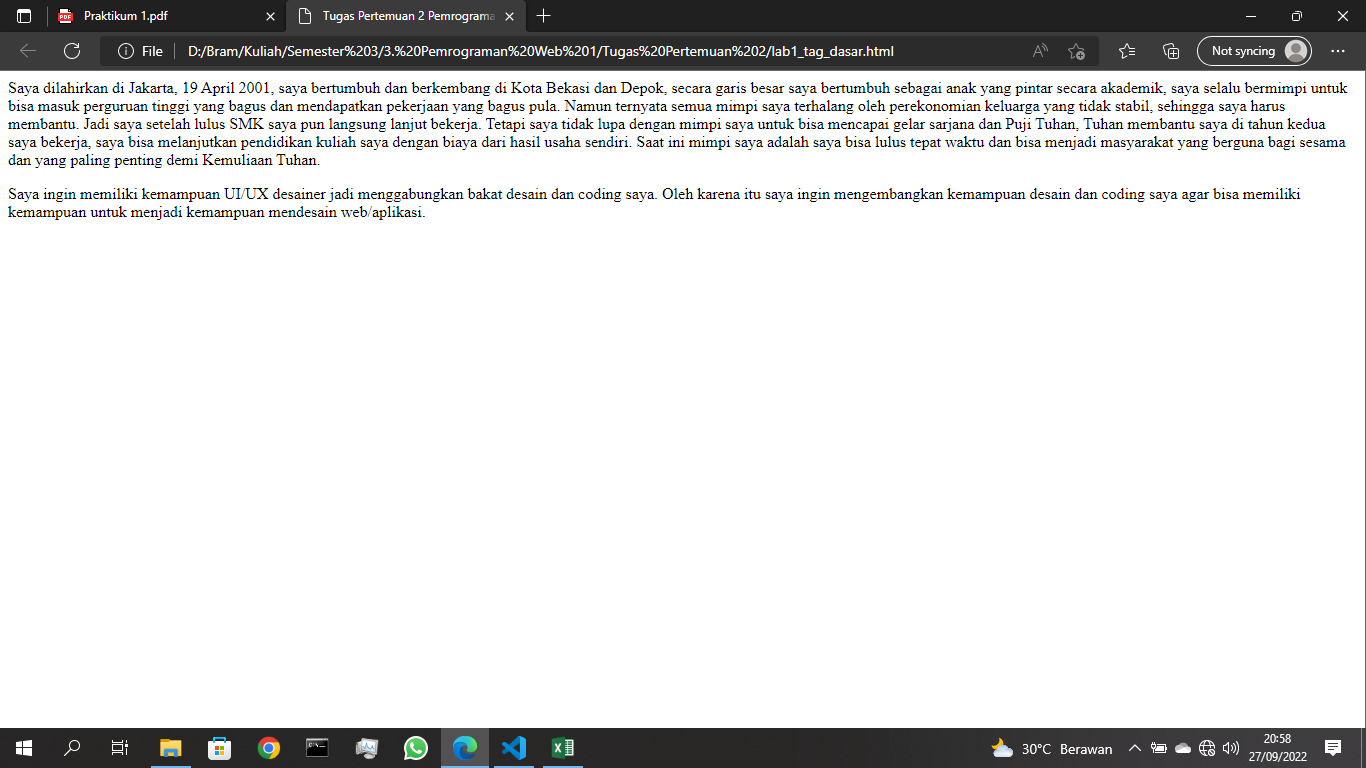 Praktikum 1.pdf
Tugas Pertemuan 2 Pemrograma
File
D:/Bram/Kuliah/Semester%203/3.%20Pemrograman%20Web%201/Tugas%20Pertemuan%202/lab1_tag_dasar.html
Not syncing
Saya dilahirkan di Jakarta, 19 April 2001, saya bertumbuh dan berkembang di Kota Bekasi dan Depok, secara garis besar saya bertumbuh sebagai anak yang pintar secara akademik, saya selalu bermimpi untuk
bisa masuk perguruan tinggi yang bagus dan mendapatkan pekerjaan yang bagus pula. Namun ternyata semua mimpi saya terhalang oleh perekonomian keluarga yang tidak stabil, sehingga saya harus
membantu. Jadi saya setelah lulus SMK saya pun langsung lanjut bekerja. Tetapi saya tidak lupa dengan mimpi saya untuk bisa mencapai gelar sarjana dan Puji Tuhan, Tuhan membantu saya di tahun kedua
saya bekerja, saya bisa melanjutkan pendidikan kuliah saya dengan biaya dari hasil usaha sendiri. Saat ini mimpi saya adalah saya bisa lulus tepat waktu dan bisa menjadi masyarakat yang berguna bagi sesama
dan yang paling penting demi Kemuliaan Tuhan.
Saya ingin memiliki kemampuan UI/UX desainer jadi menggabungkan bakat desain dan coding saya. Oleh karena itu saya ingin mengembangkan kemampuan desain dan coding saya agar bisa memiliki
kemampuan untuk menjadi kemampuan mendesain web/aplikasi.
30°C Berawan
20:58
27/09/2022